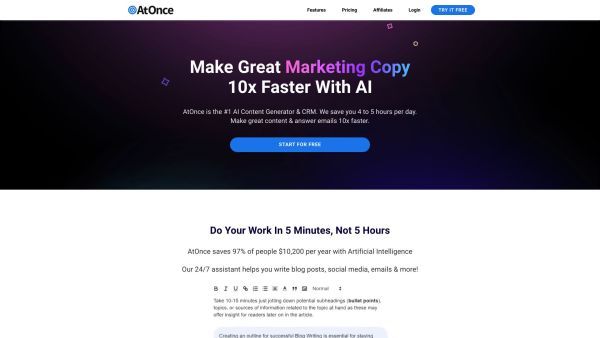 AtOnce
Features Pricing Affiliates Login TRY IT FREE
Make Great Marketing Copy
10x Faster With AI
AtOnce is the #1 AI Content Generator & CRM. We save you 4 to 5 hours per day.
Make great content & answer emails 10x faster.
START FOR FREE
Do Your Work In 5 Minutes, Not 5 Hours
AtOnce saves 97% of people $10,200 per year with Artificial Intelligence
Our 24/7 assistant helps you write blog posts, social media, emails & more!
B I U A Normal
Take 10-15 minutes just jotting down potential subheadings (bullet points),
topics, or sources of information related to the topic at hand as these may
offer insight for readers later on in the article.
Creating an outline for successful Blog Writing is essential for staying